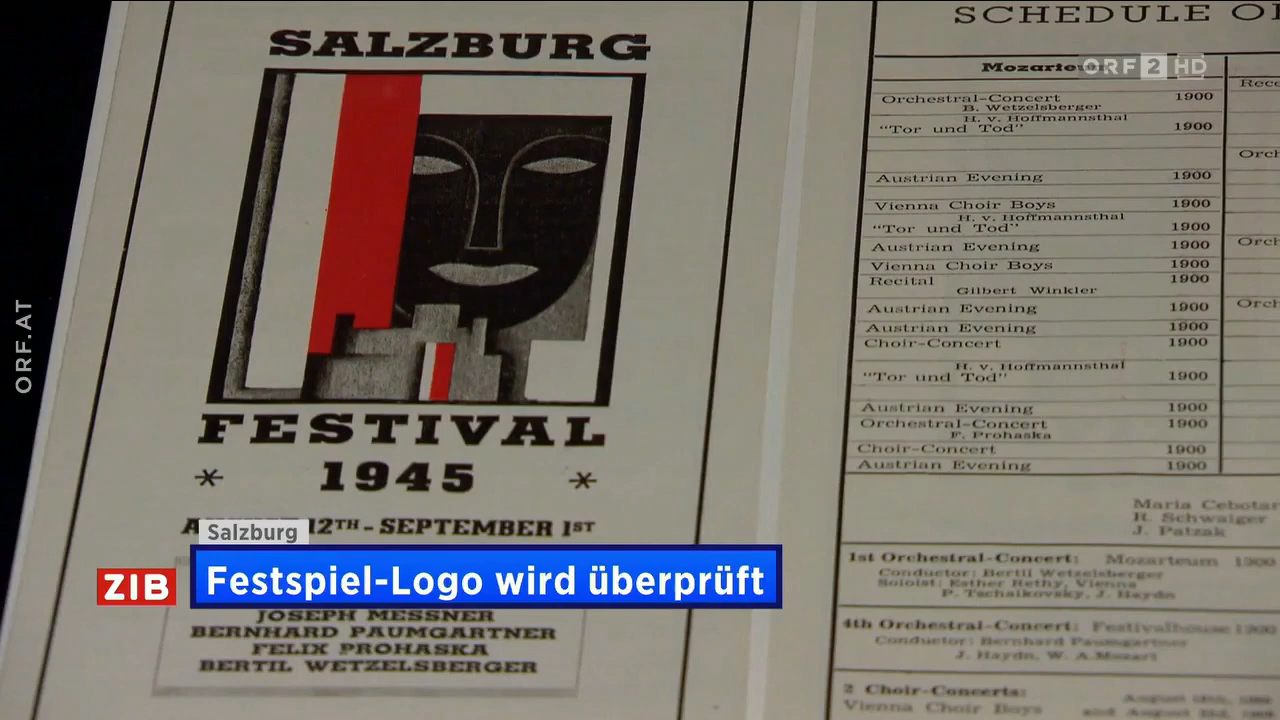 SALZBURG
FESTIVAL
* 1945 *
12TH - SEPTEMBER 1ST
JOSEPH MESSNER
BERNHARD PAUMGARTNER
FELIX PROHASKA
BERTIL WETZELSBERGER
SCHEDULE
Mozarteum
Orchestral-Concert 1900
B. Wetzelsberger
H. v. Hoffmannsthal
"Tor und Tod" 1900
Austrian Evening 1900
Vienna Choir Boys 1900
H. v. Hoffmannsthal
"Tor und Tod" 1900
Austrian Evening 1900
Vienna Choir Boys 1900
Recital 1900
Gilbert Winkler
Austrian Evening 1900
Austrian Evening 1900
Choir-Concert 1900
H. v. Hoffmannsthal
"Tor und Tod" 1900
Austrian Evening 1900
Orchestral-Concert 1900
F. Prohaska
Choir-Concert 1900
Austrian Evening 1900
Maria Cebotar
R. Schwaiger
J. Patzak
1st Orchestral-Concert: Mozarteum 1900
Conductor: Bertil Wetzelsberger
Soloist: Esther Rethy, Vienna
P. Tschaikovsky, J. Haydn
4th Orchestral-Concert: Festivalhouse 1900
Conductor: Bernhard Paumgartner
J. Haydn, W. A. Mozart
2 Choir-Concerts:
Vienna Choir Boys
ORF 2 HD
ORF.AT
Salzburg
ZIB
Festspiel-Logo wird überprüft